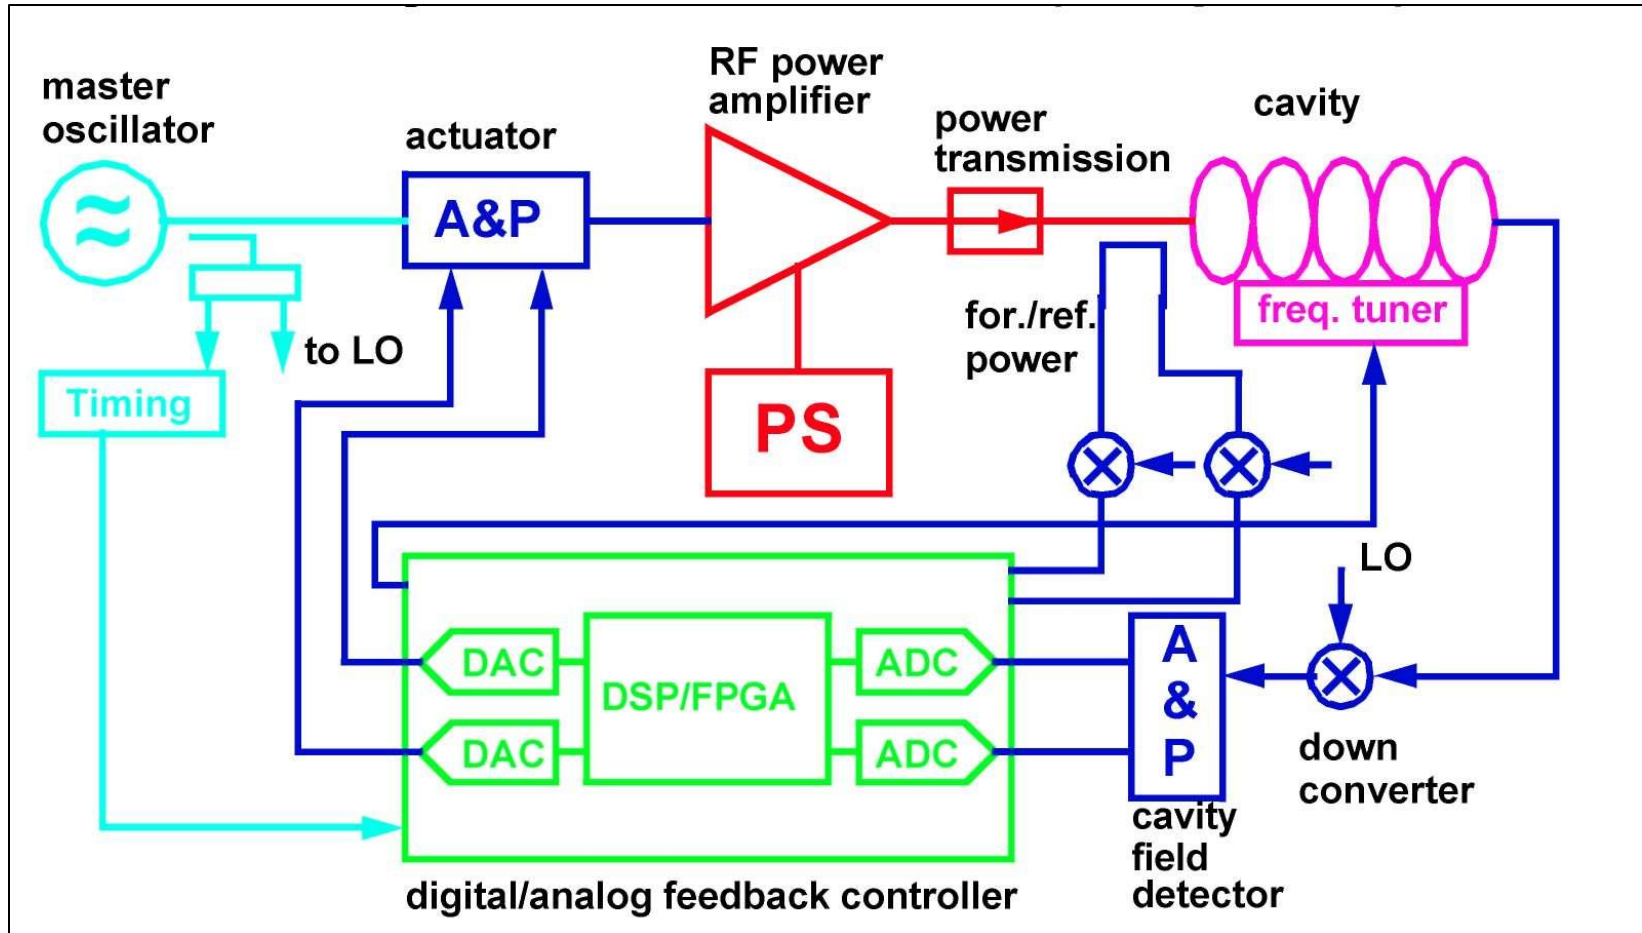 master
oscillator
actuator
RF power
amplifier
power
transmission
cavity
A&P
freq. tuner
for./ref.
power
to LO
Timing
PS
LO
DAC
DAC
DSP/FPGA
ADC
ADC
A
&
P
down
converter
cavity
field
detector
digital/analog feedback controller